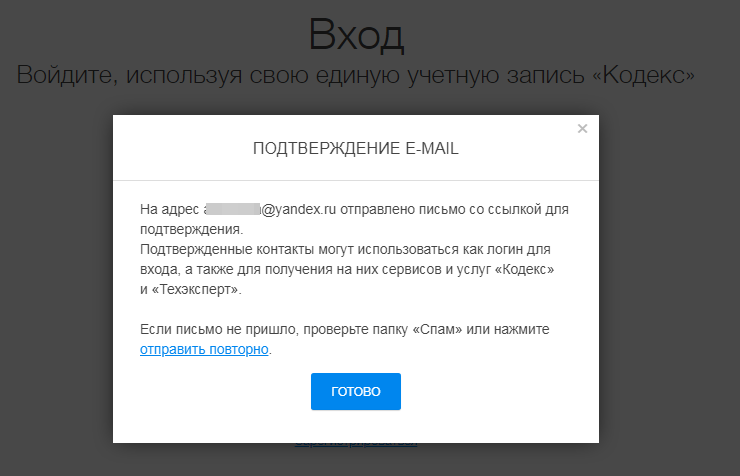 Вход
Войдите, используя свою единую учетную запись «Кодекс»
×
ПОДТВЕРЖДЕНИЕ E-MAIL
На адрес @yandex.ru отправлено письмо со ссылкой для
подтверждения.
Подтвержденные контакты могут использоваться как логин для
входа, а также для получения на них сервисов и услуг «Кодекс»
и «Техэксперт».
Если письмо не пришло, проверьте папку «Спам» или нажмите
отправить повторно.
ГОТОВО